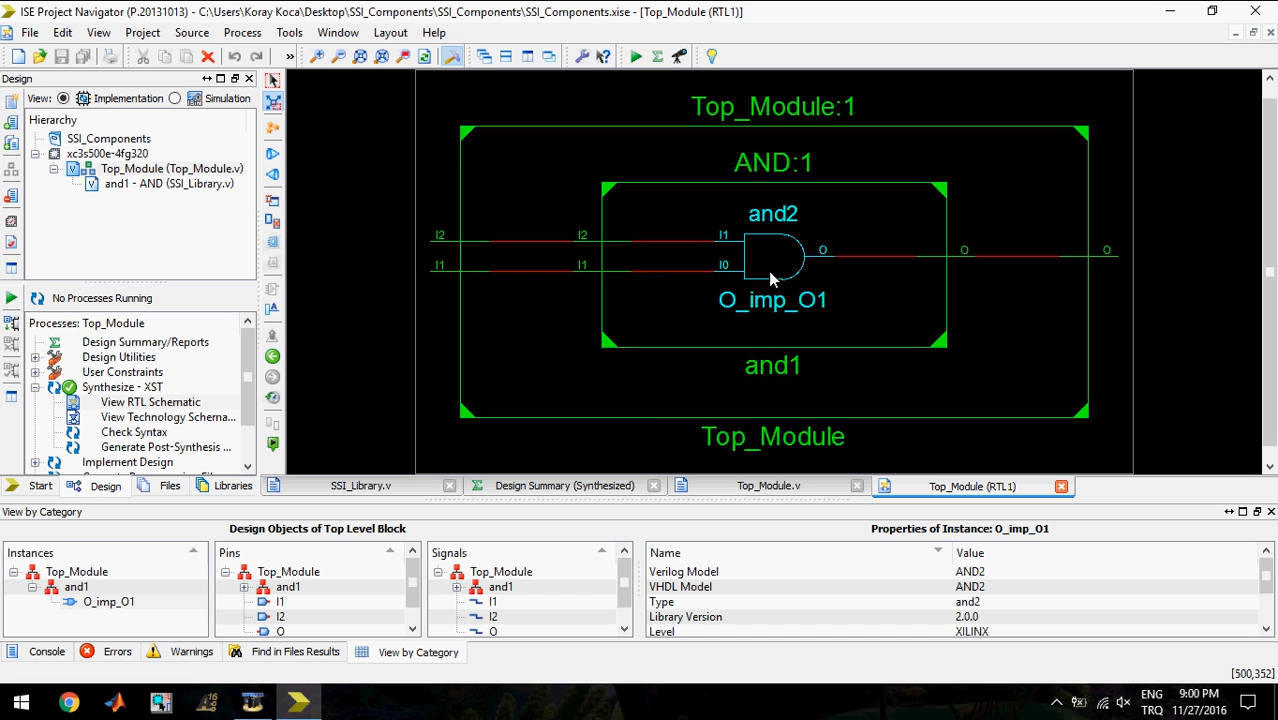 ISE Project Navigator (P.20131013) - C:\Users\Koray Koca\Desktop\SSI_Components\SSI_Components\SSI_Components.xise - [Top_Module (RTL1)]
File Edit View Project Source Process Tools Window Layout Help
Design
View: Implementation Simulation
Hierarchy
SSI_Components
xc3s500e-4fg320
Top_Module (Top_Module.v)
and1 - AND (SSI_Library.v)
No Processes Running
Processes: Top_Module
Design Summary/Reports
Design Utilities
User Constraints
Synthesize - XST
View RTL Schematic
View Technology Schema...
Check Syntax
Generate Post-Synthesis ...
Implement Design
Start Design Files Libraries
Top_Module:1
AND:1
and2
I2 I2 I1 O O O
I1 I1 I0
O_imp_O1
and1
Top_Module
SSI_Library.v Design Summary (Synthesized) Top_Module.v Top_Module (RTL1)
View by Category
Design Objects of Top Level Block Properties of Instance: O_imp_O1
Instances Pins Signals Name Value
Top_Module Top_Module Top_Module Verilog Model AND2
and1 and1 and1 VHDL Model AND2
O_imp_O1 I1 I1 Type and2
I2 I2 Library Version 2.0.0
O O Level XILINX
Console Errors Warnings Find in Files Results View by Category
[500,352]
ENG 9:00 PM
TRQ 11/27/2016